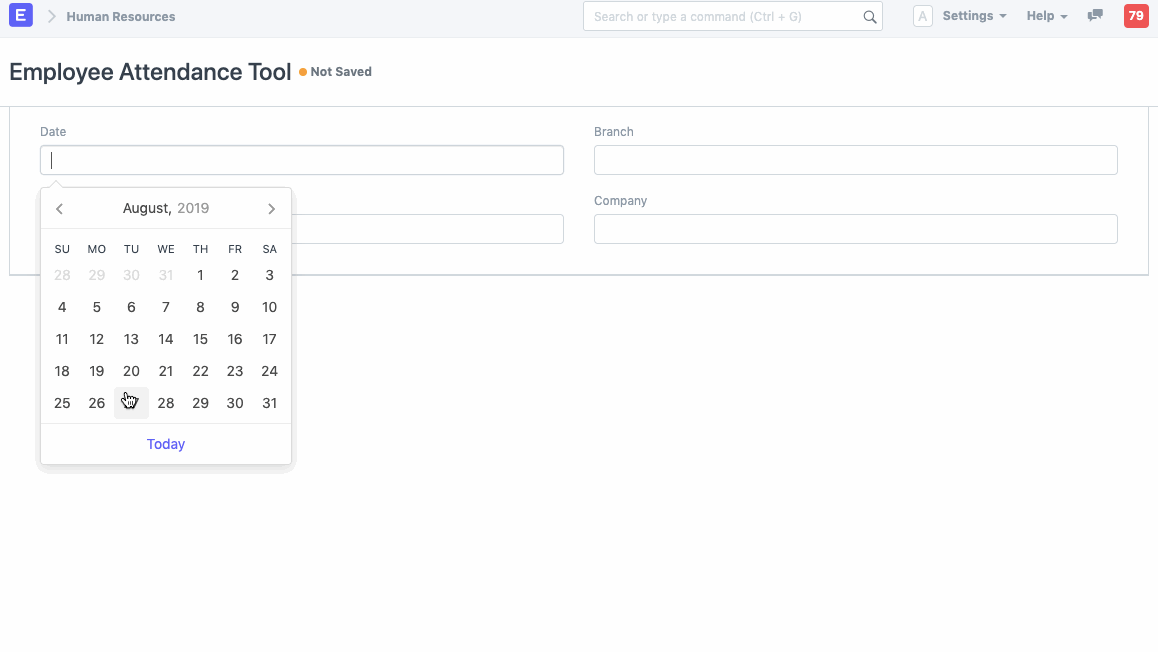 E Human Resources Search or type a command (Ctrl + G) A Settings Help 79
Employee Attendance Tool Not Saved
Date Branch
August, 2019 Company
SU MO TU WE TH FR SA
28 29 30 31 1 2 3
4 5 6 7 8 9 10
11 12 13 14 15 16 17
18 19 20 21 22 23 24
25 26 28 29 30 31
Today